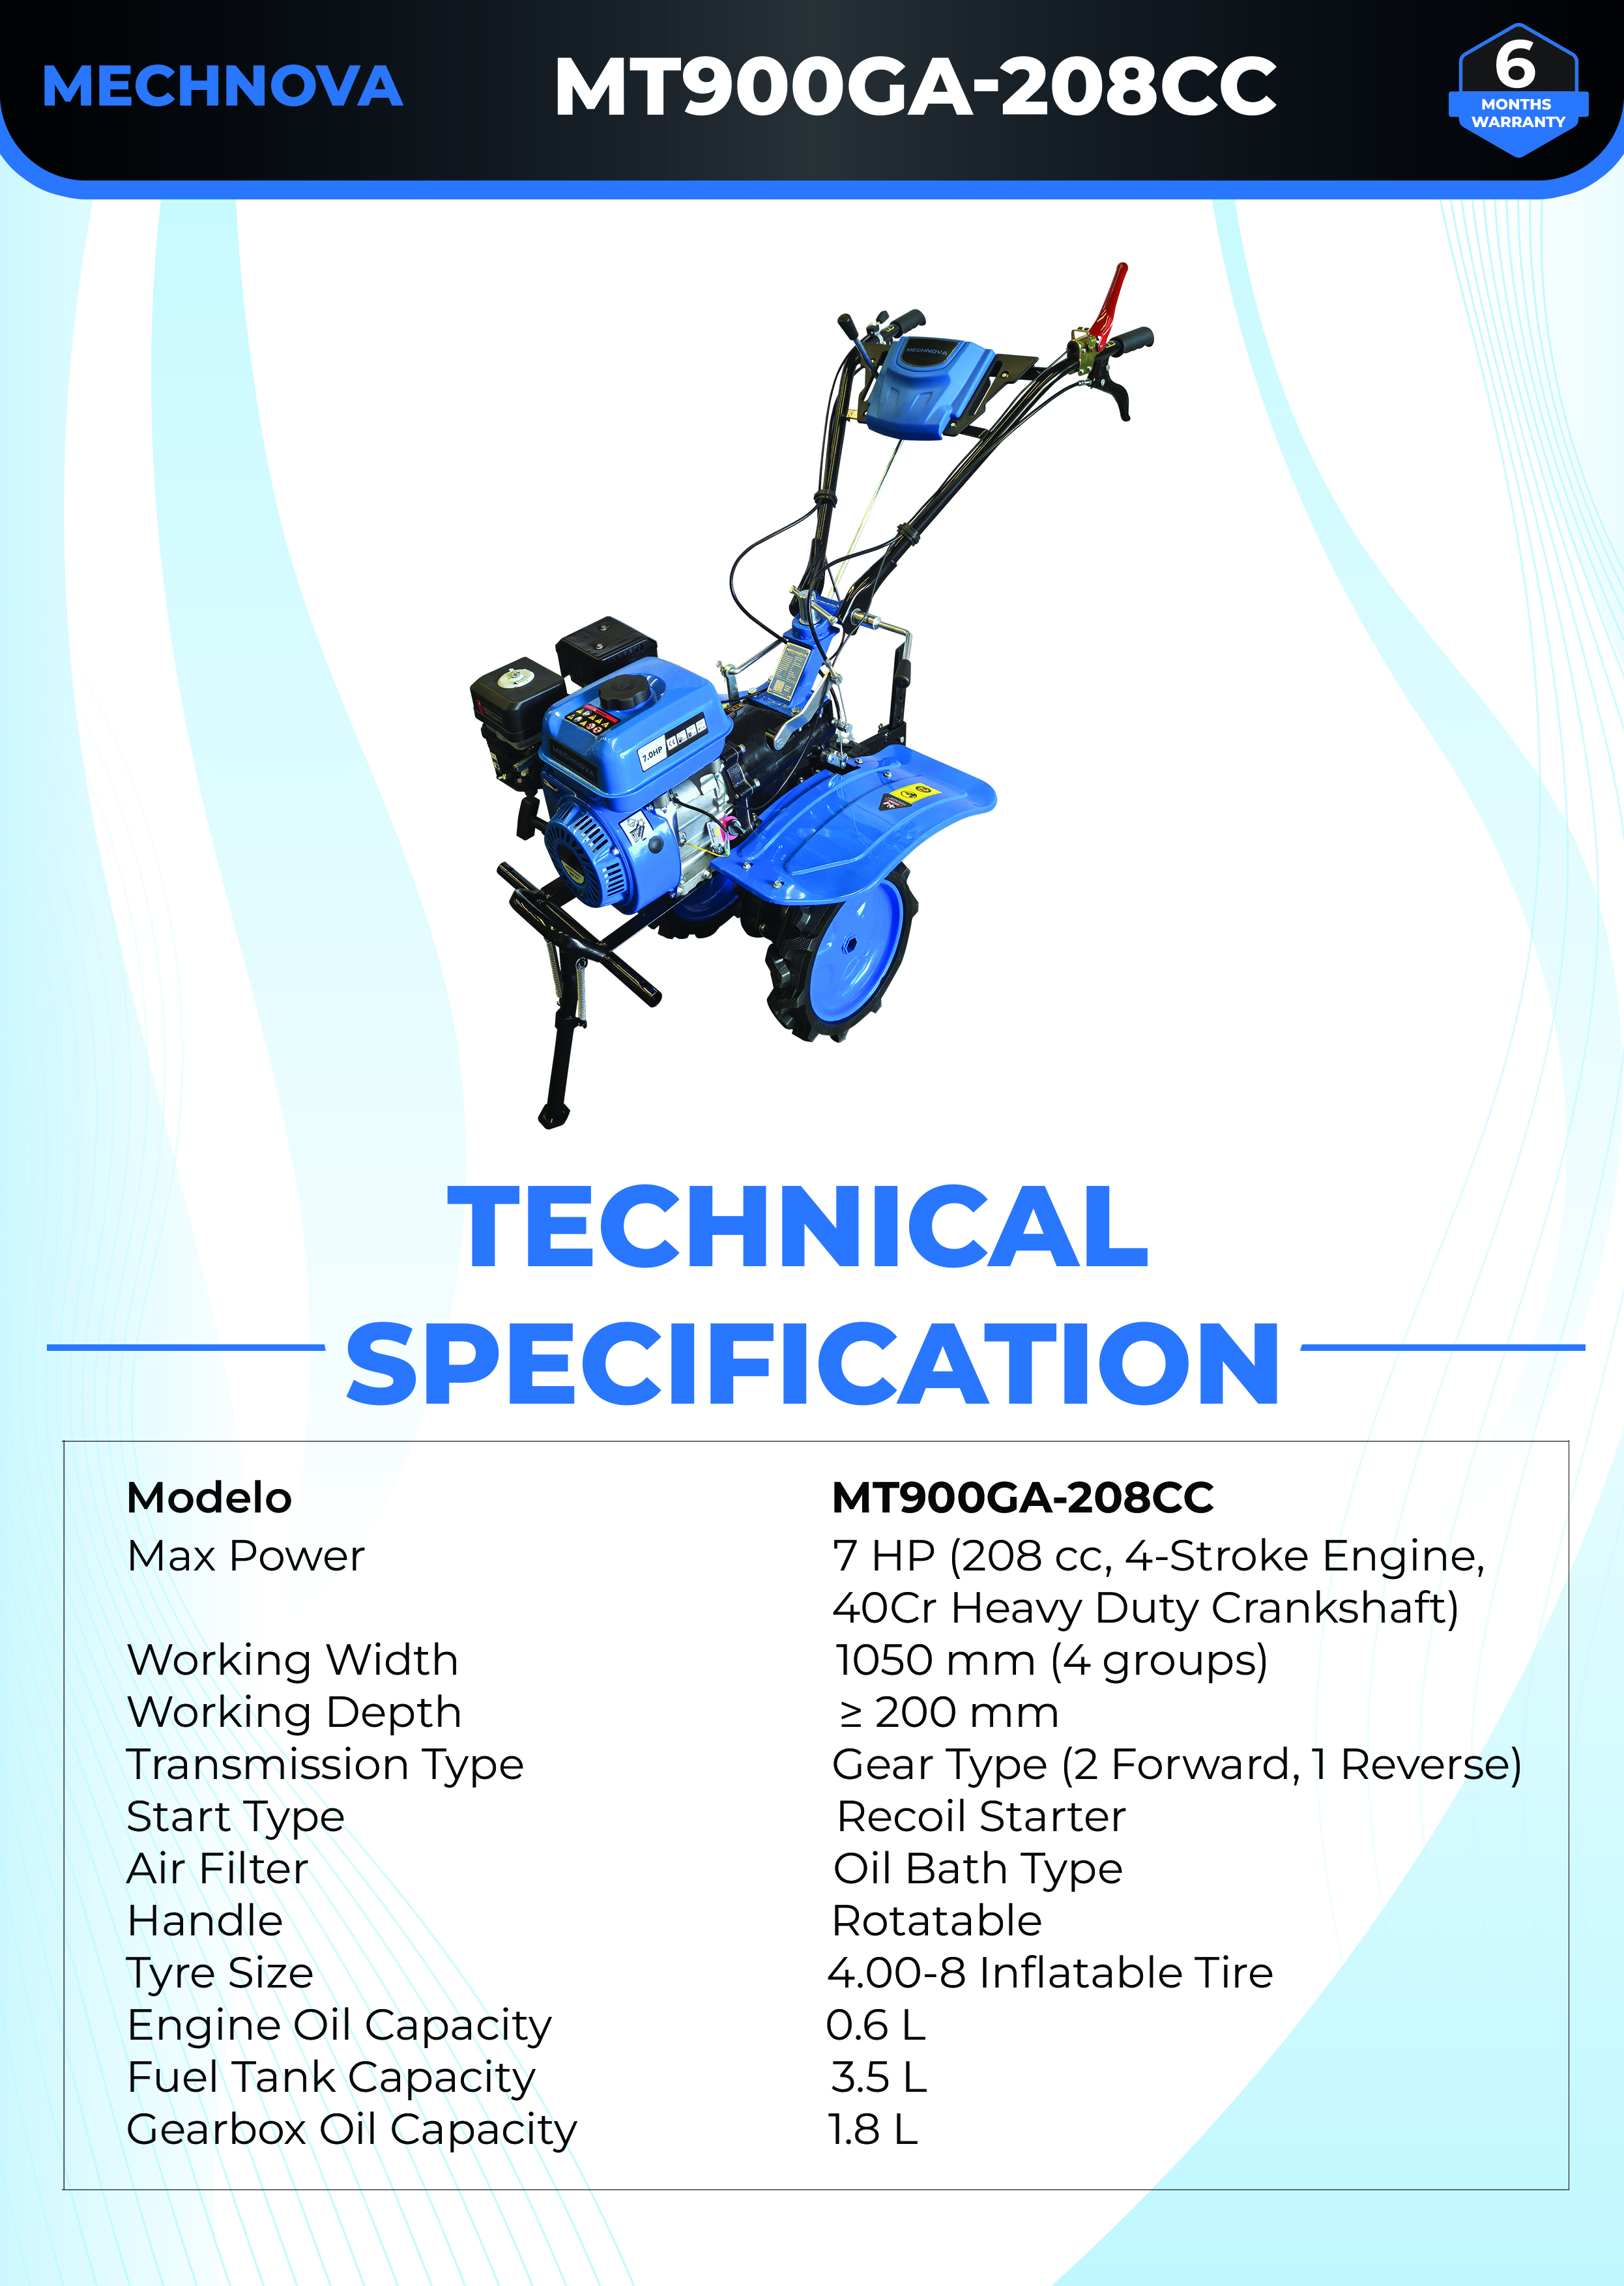 MECHNOVA
MT900GA-208CC
6
MONTHS
WARRANTY
MECHNOVA
7.0HP
TECHNICAL
SPECIFICATION
Modelo MT900GA-208CC
Max Power 7 HP (208 cc, 4-Stroke Engine,
40Cr Heavy Duty Crankshaft)
Working Width 1050 mm (4 groups)
Working Depth ≥ 200 mm
Transmission Type Gear Type (2 Forward, 1 Reverse)
Start Type Recoil Starter
Air Filter Oil Bath Type
Handle Rotatable
Tyre Size 4.00-8 Inflatable Tire
Engine Oil Capacity 0.6 L
Fuel Tank Capacity 3.5 L
Gearbox Oil Capacity 1.8 L